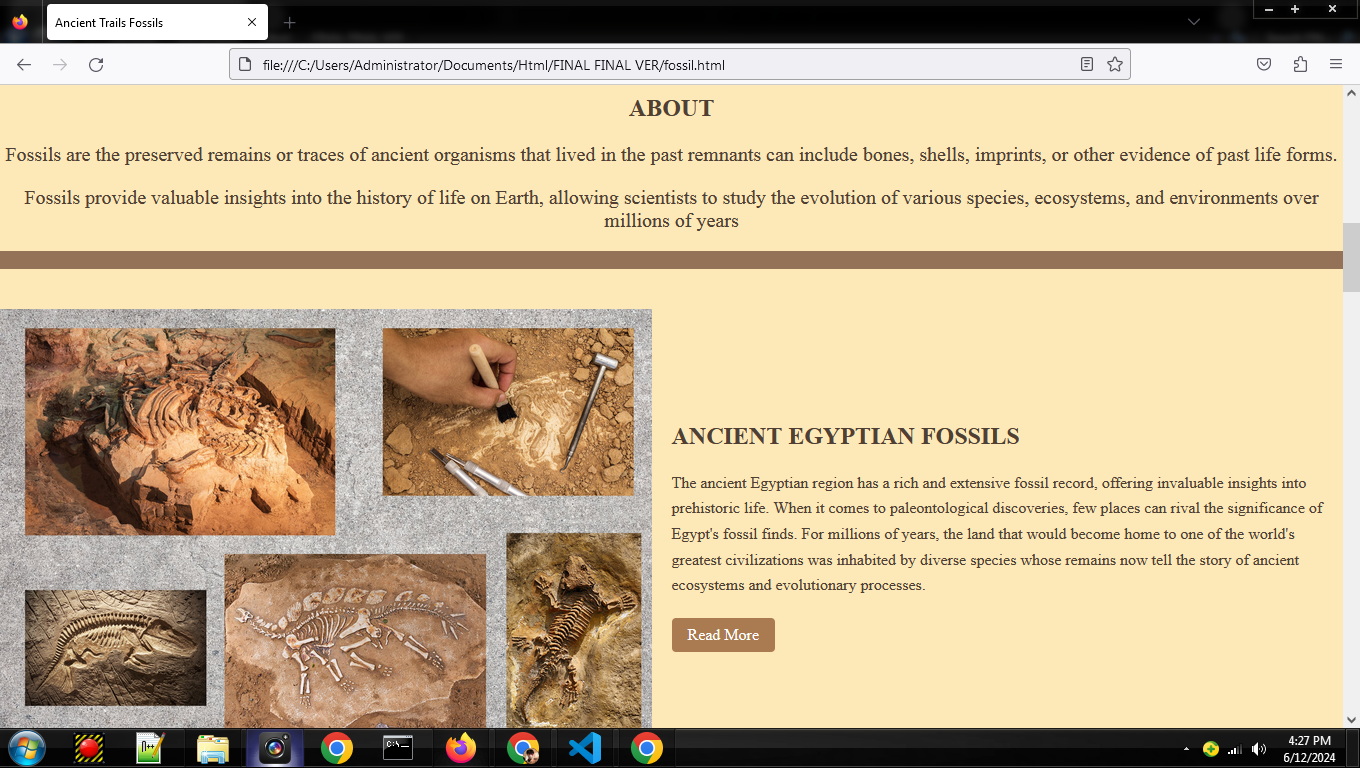 Ancient Trails Fossils
file:///C:/Users/Administrator/Documents/Html/FINAL FINAL VER/fossil.html
ABOUT
Fossils are the preserved remains or traces of ancient organisms that lived in the past remnants can include bones, shells, imprints, or other evidence of past life forms.
Fossils provide valuable insights into the history of life on Earth, allowing scientists to study the evolution of various species, ecosystems, and environments over
millions of years
ANCIENT EGYPTIAN FOSSILS
The ancient Egyptian region has a rich and extensive fossil record, offering invaluable insights into
prehistoric life. When it comes to paleontological discoveries, few places can rival the significance of
Egypt's fossil finds. For millions of years, the land that would become home to one of the world's
greatest civilizations was inhabited by diverse species whose remains now tell the story of ancient
ecosystems and evolutionary processes.
Read More
4:27 PM
6/12/2024